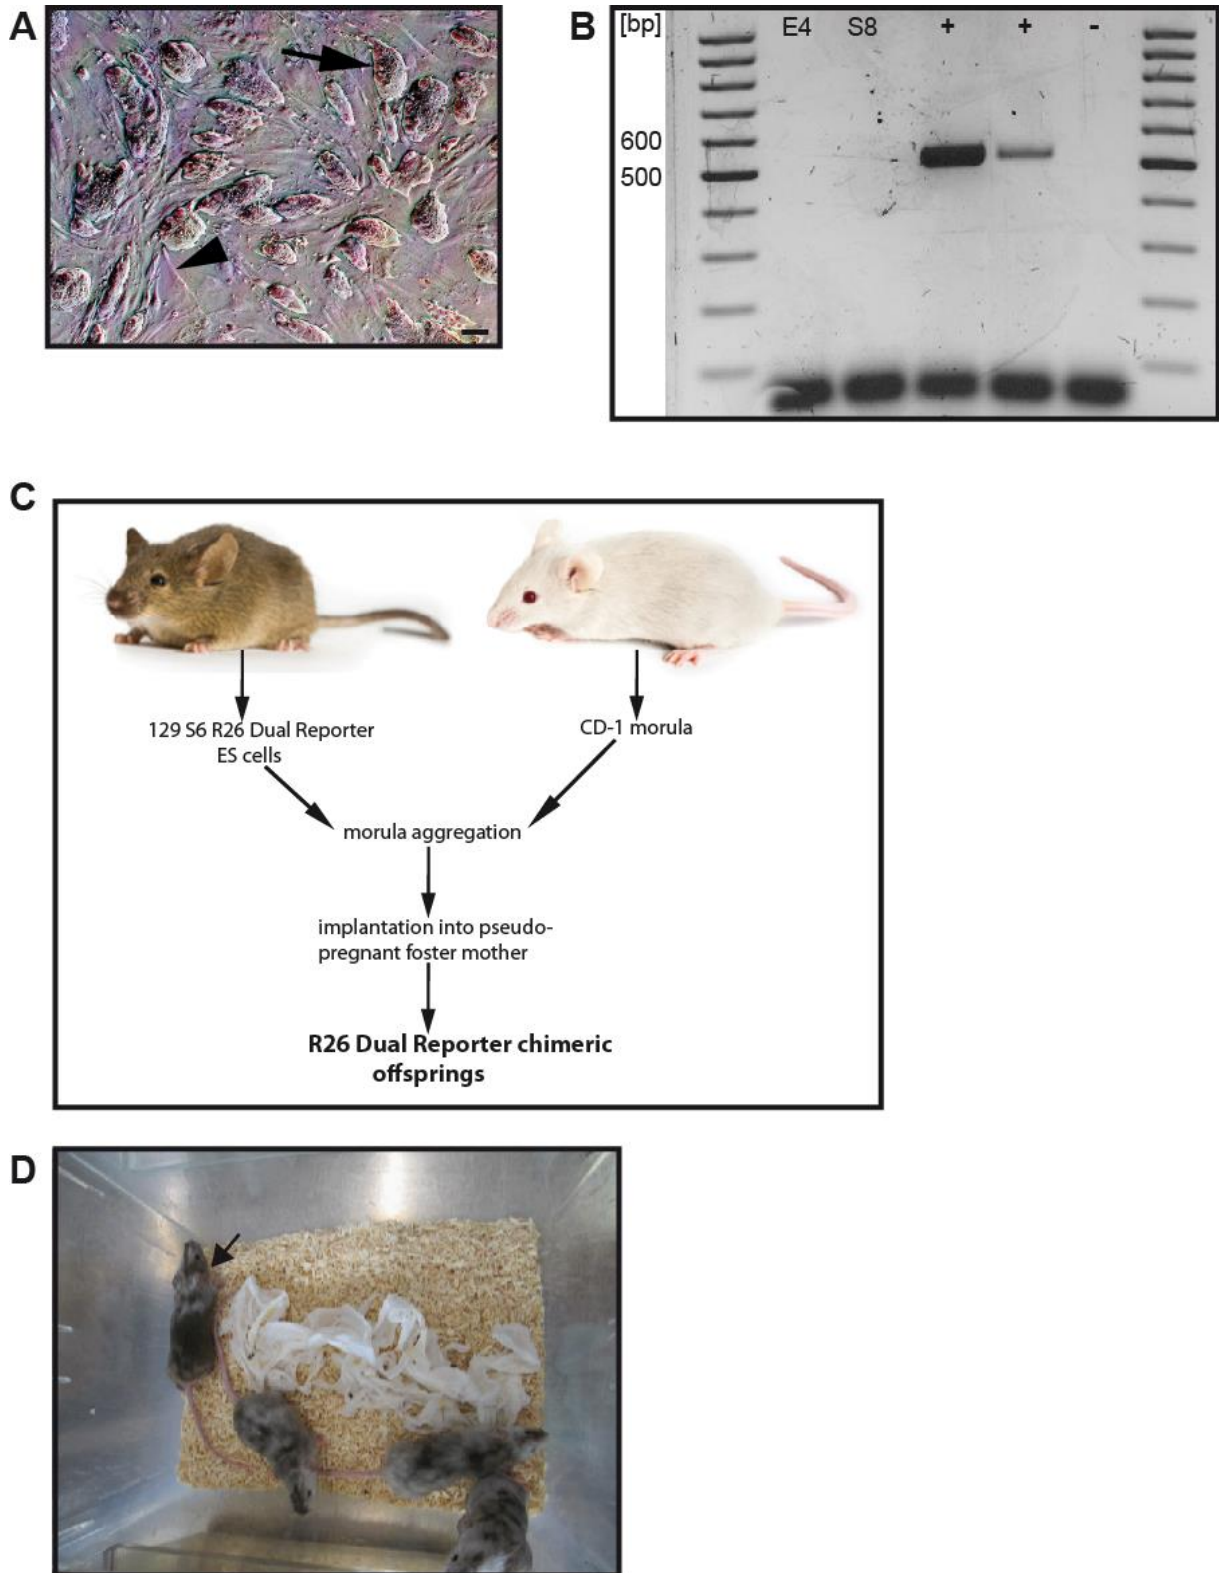 A
B
[bp] E4 S8 + + -
600
500
C
129 S6 R26 Dual Reporter
ES cells
CD-1 morula
morula aggregation
implantation into pseudo-
pregnant foster mother
R26 Dual Reporter chimeric
offsprings
D